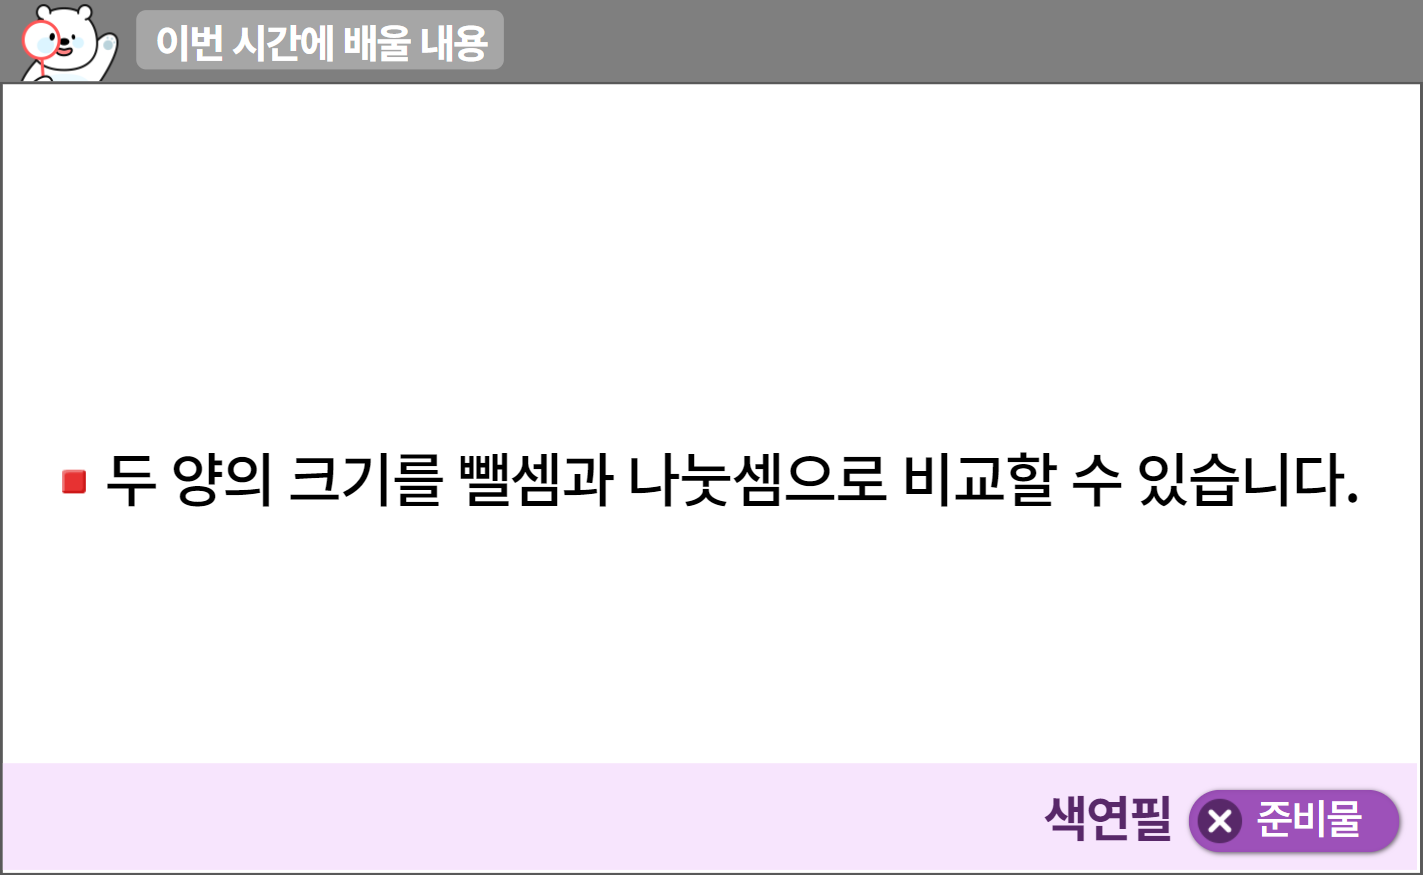 이번 시간에 배울 내용
두 양의 크기를 뺄셈과 나눗셈으로 비교할 수 있습니다.
색연필 준비물